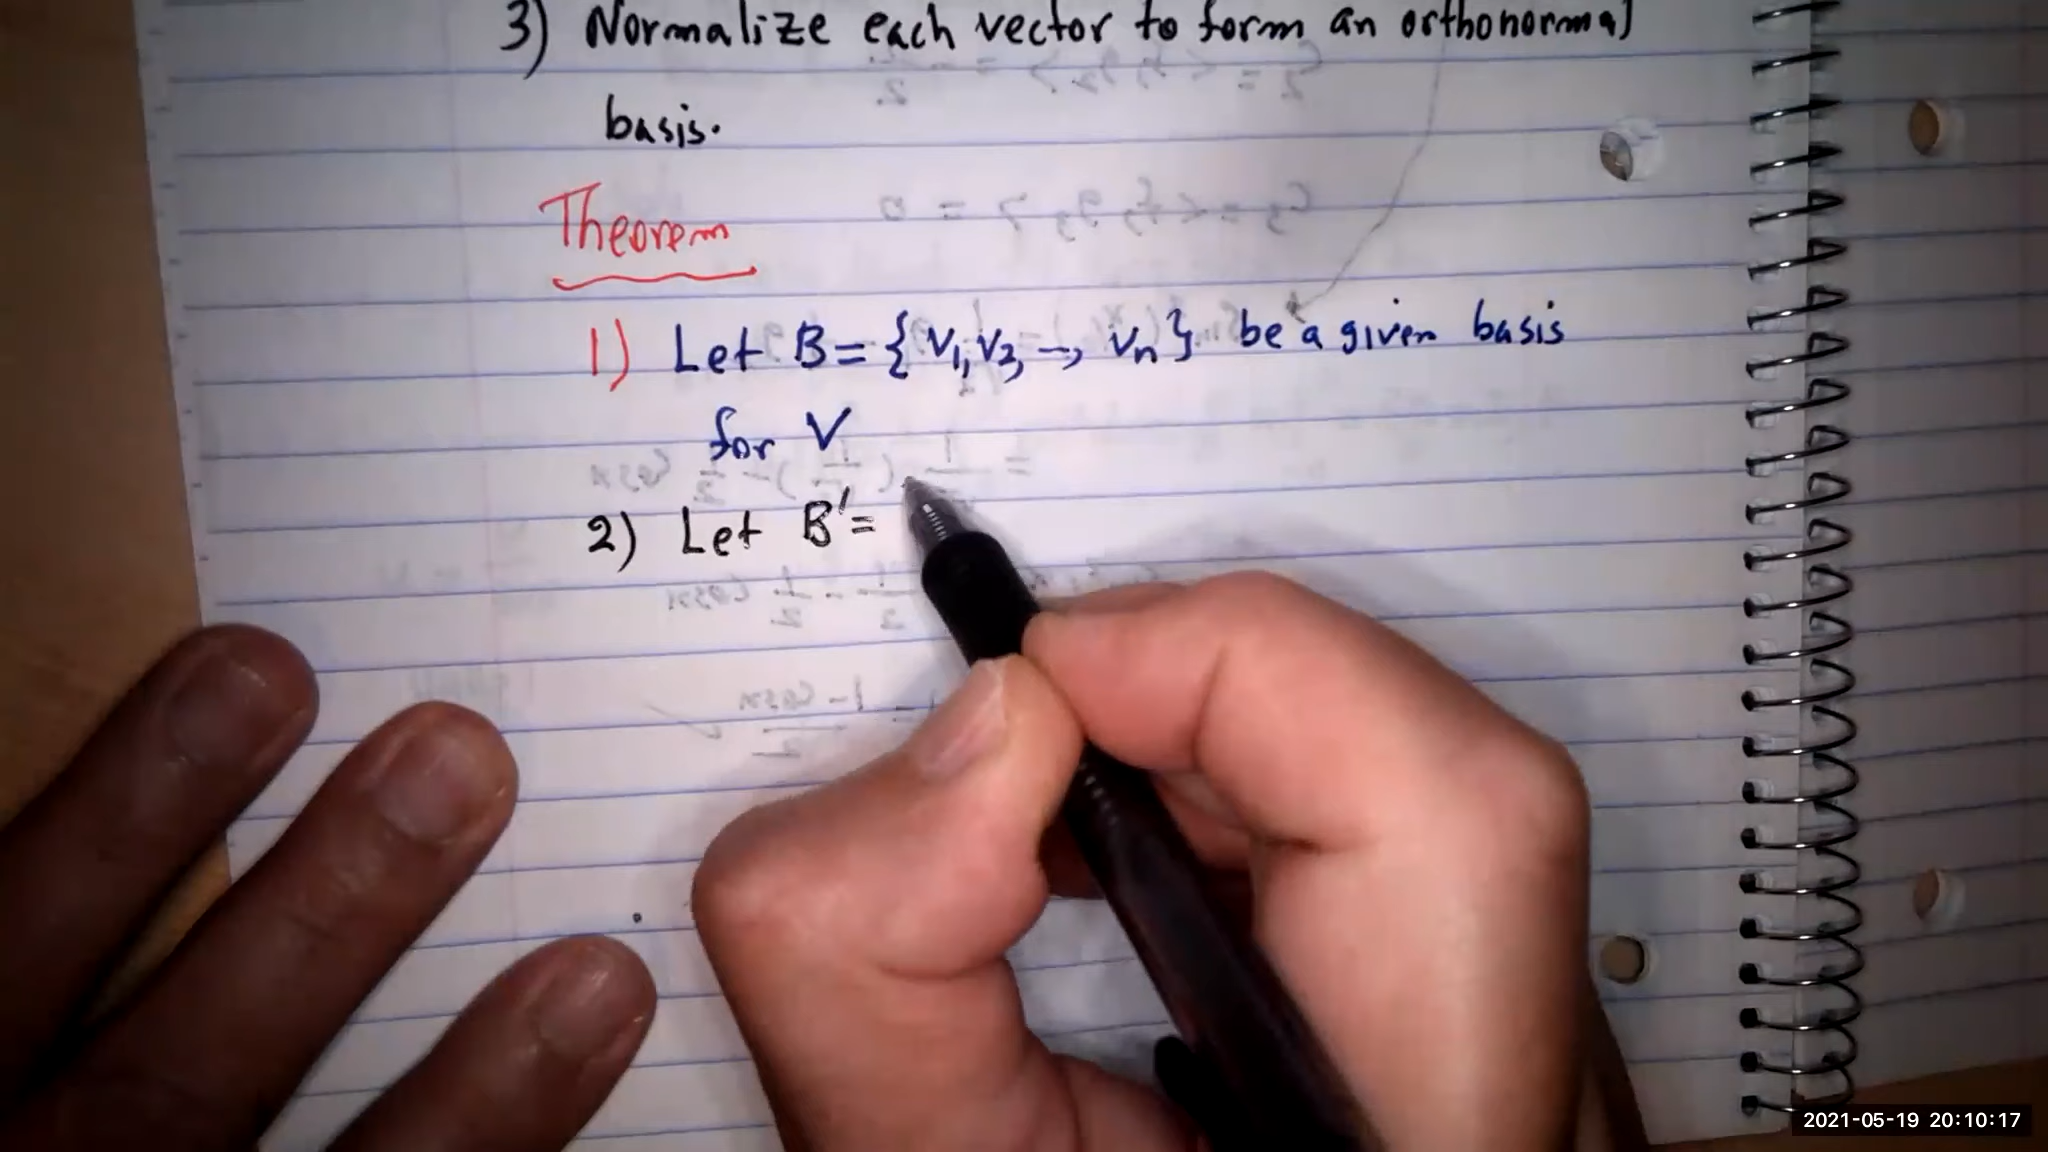 3) Normalize each vector to form an orthonormal
basis.
Theorem
1) Let B = {v1, v2, -, vn} be a given basis
for V
2) Let B' =
2021-05-19 20:10:17